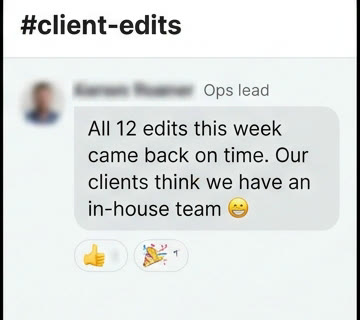 #client-edits
Ops lead
All 12 edits this week
came back on time. Our
clients think we have an
in-house team 😁